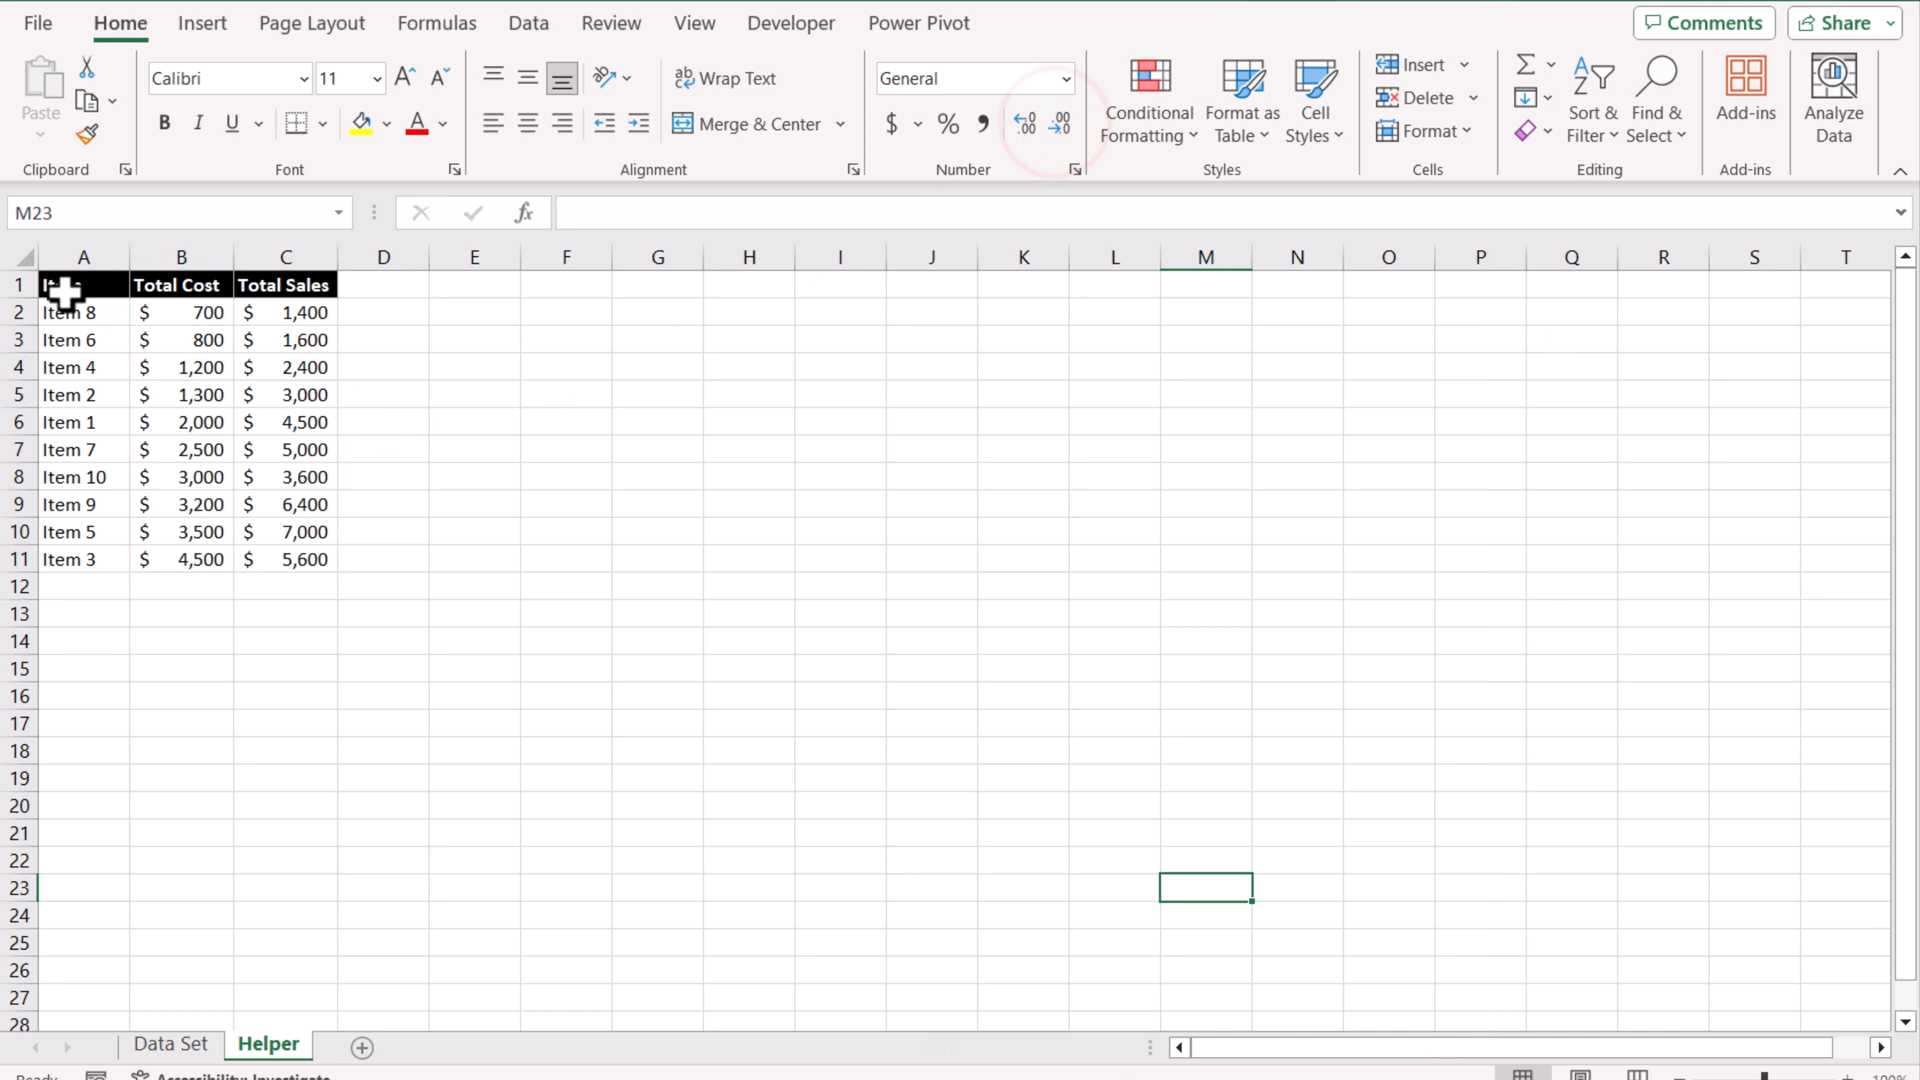 File Home Insert Page Layout Formulas Data Review View Developer Power Pivot Comments Share
Paste
Clipboard
Calibri 11
B I U A
Font
ab Wrap Text
Merge & Center
Alignment
General
$ % ,
Number
Conditional Formatting
Format as Table
Cell Styles
Styles
Insert
Delete
Format
Cells
Sort & Filter
Find & Select
Editing
Add-ins
Add-ins
Analyze Data
M23
fx
A B C D E F G H I J K L M N O P Q R S T
1 Total Cost Total Sales
2 Item 8 $ 700 $ 1,400
3 Item 6 $ 800 $ 1,600
4 Item 4 $ 1,200 $ 2,400
5 Item 2 $ 1,300 $ 3,000
6 Item 1 $ 2,000 $ 4,500
7 Item 7 $ 2,500 $ 5,000
8 Item 10 $ 3,000 $ 3,600
9 Item 9 $ 3,200 $ 6,400
10 Item 5 $ 3,500 $ 7,000
11 Item 3 $ 4,500 $ 5,600
12
13
14
15
16
17
18
19
20
21
22
23
24
25
26
27
28
Data Set Helper
Ready Accessibility: Investigate 100%